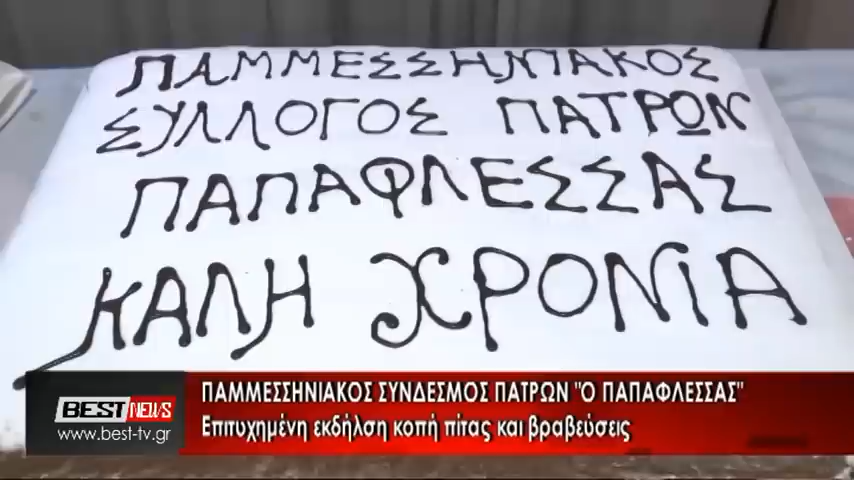 ΠΑΜΜΕΣΣΗΝΙΑΚΟΣ
ΣΥΛΛΟΓΟΣ ΠΑΤΡΩΝ
ΠΑΠΑΦΛΕΣΣΑΣ
ΚΑΛΗ ΧΡΟΝΙΑ
ΠΑΜΜΕΣΣΗΝΙΑΚΟΣ ΣΥΝΔΕΣΜΟΣ ΠΑΤΡΩΝ "Ο ΠΑΠΑΦΛΕΣΣΑΣ"
Επιτυχημένη εκδήλση κοπή πίτας και βραβεύσεις
BEST NEWS
www.best-tv.gr